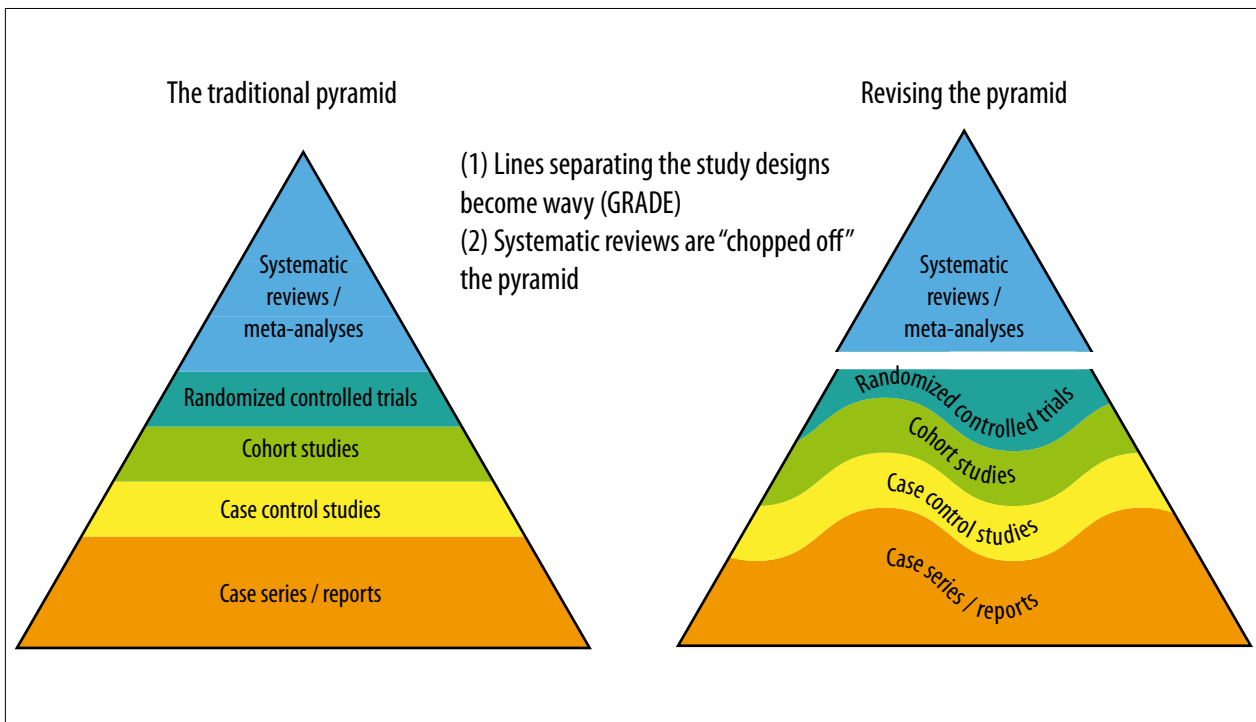 The traditional pyramid
Systematic
reviews /
meta-analyses
Randomized controlled trials
Cohort studies
Case control studies
Case series / reports
(1) Lines separating the study designs
become wavy (GRADE)
(2) Systematic reviews are “chopped off”
the pyramid
Revising the pyramid
Systematic
reviews /
meta-analyses
Randomized controlled trials
Cohort studies
Case control studies
Case series / reports